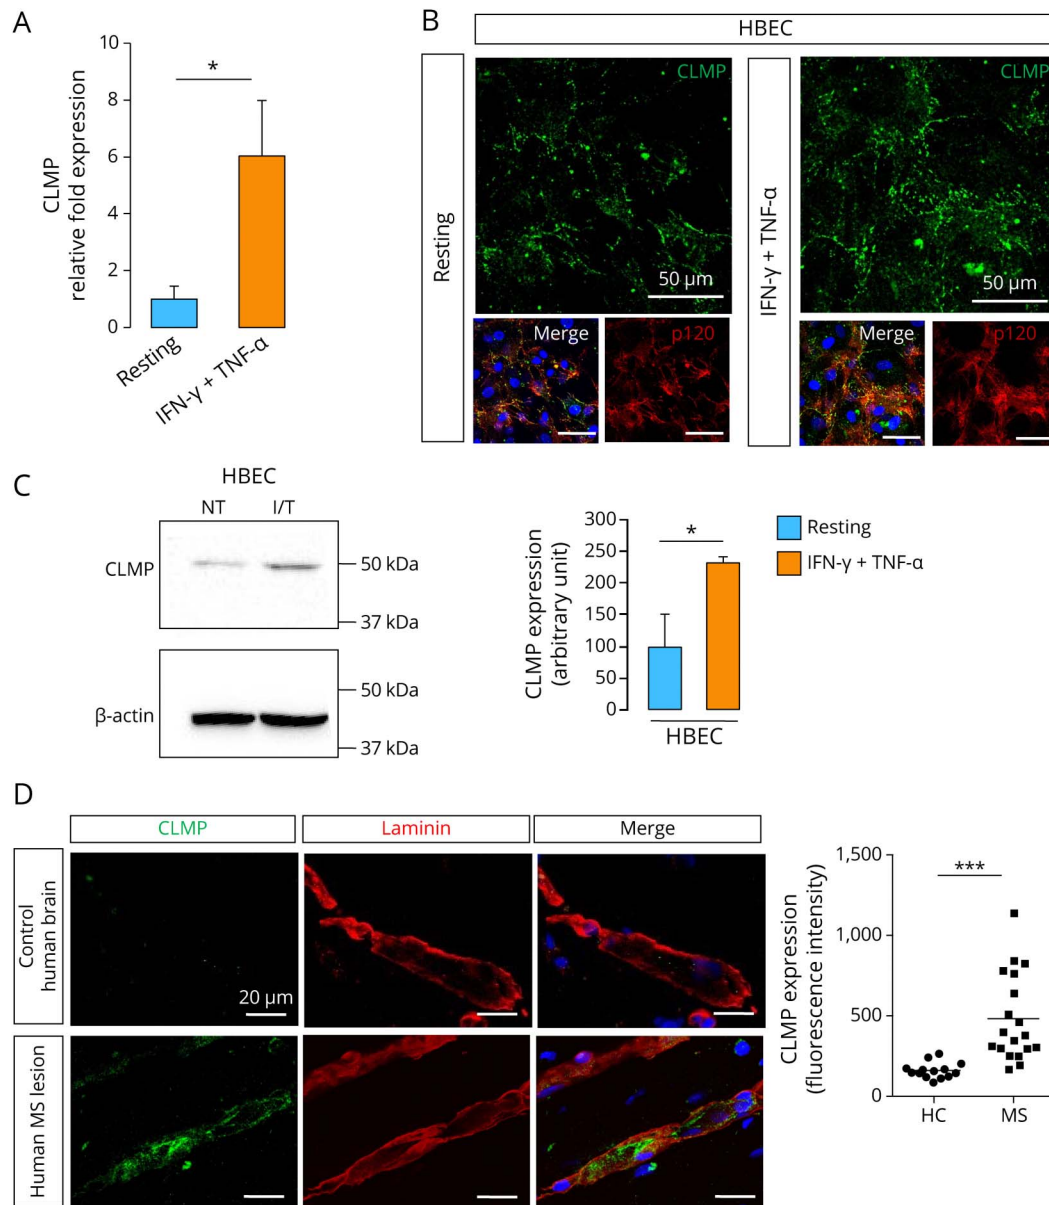 A
CLMP
relative fold expression
10
8
6
4
2
1
0
*
Resting
IFN-γ + TNF-α
B
HBEC
Resting
CLMP
50 µm
Merge
p120
IFN-γ + TNF-α
CLMP
50 µm
Merge
p120
C
HBEC
NT
I/T
CLMP
50 kDa
37 kDa
β-actin
50 kDa
37 kDa
CLMP expression
(arbitrary unit)
300
250
200
150
100
50
0
*
HBEC
Resting
IFN-γ + TNF-α
D
CLMP
Laminin
Merge
Control
human brain
20 µm
Human MS lesion
CLMP expression
(fluorescence intensity)
1,500
1,000
500
0
***
HC
MS